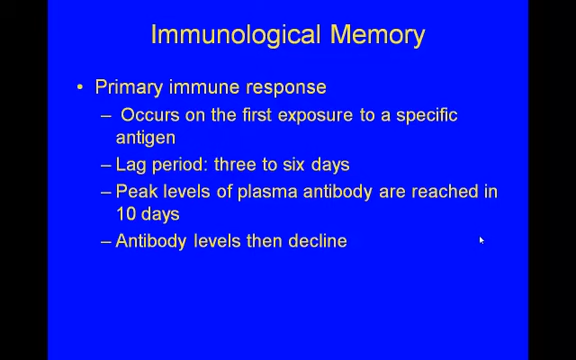 Immunological Memory
• Primary immune response
– Occurs on the first exposure to a specific
antigen
– Lag period: three to six days
– Peak levels of plasma antibody are reached in
10 days
– Antibody levels then decline